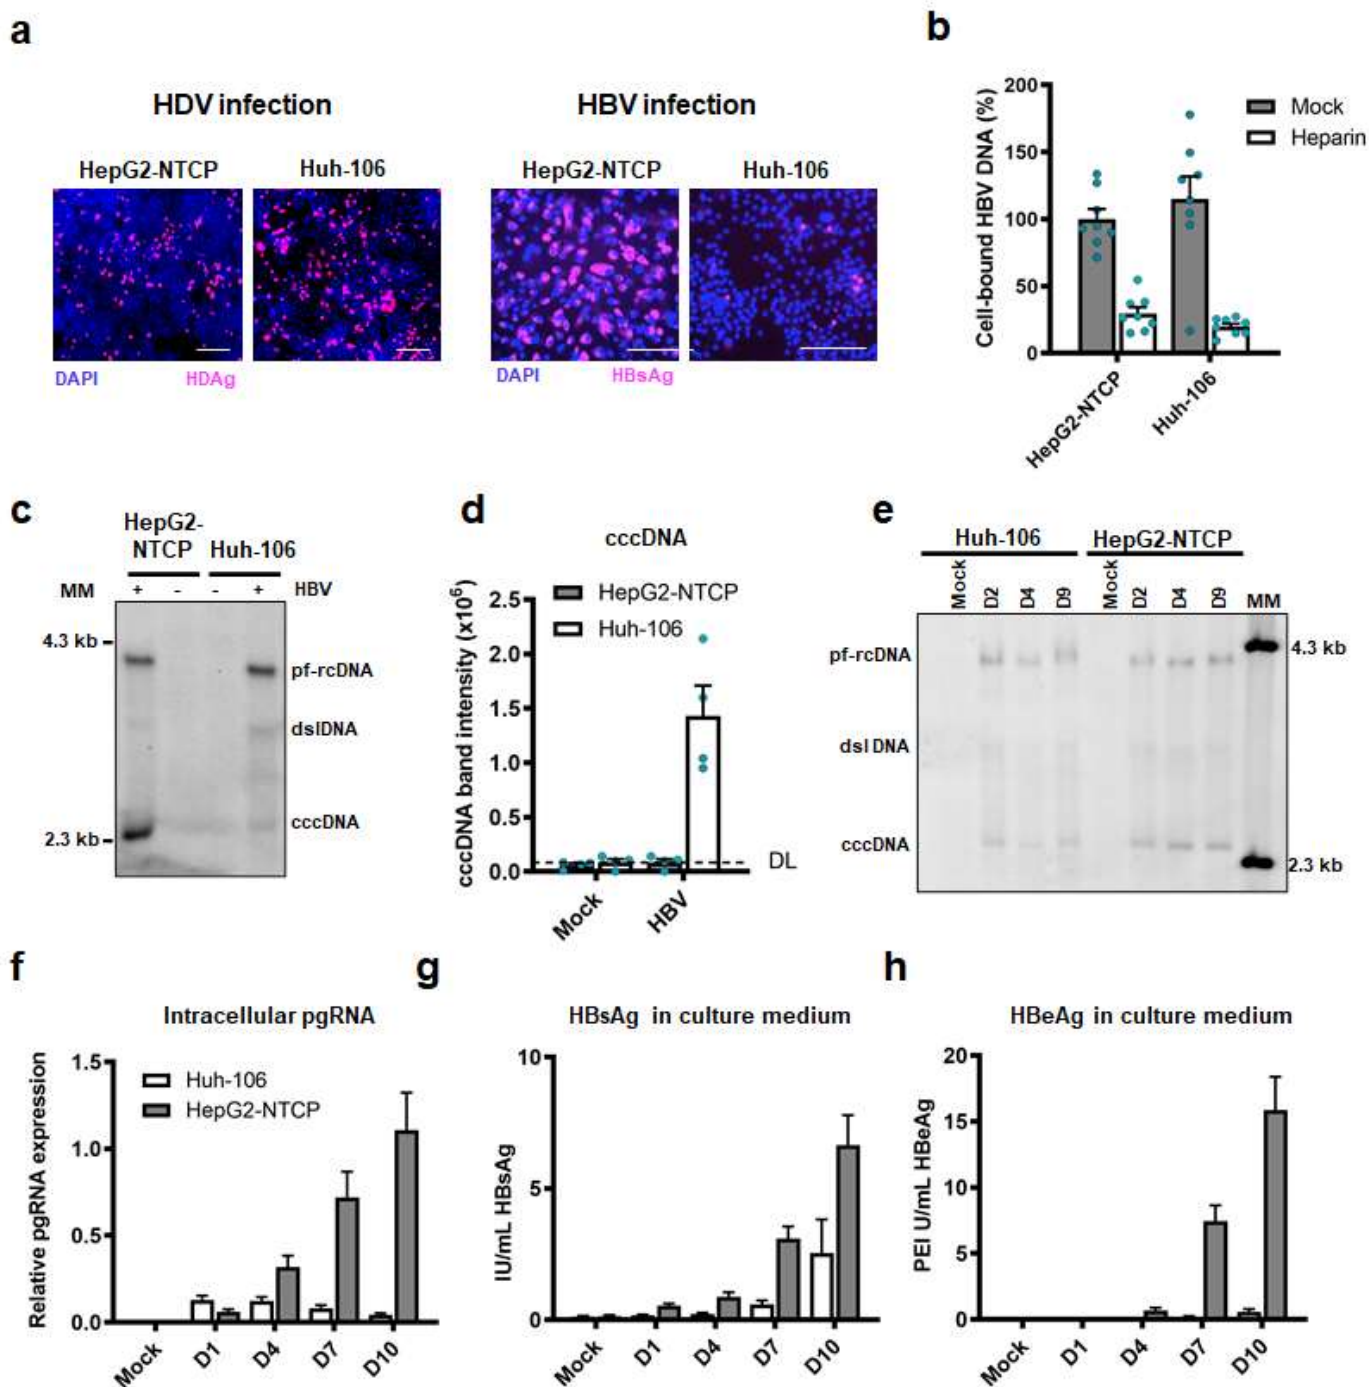 a
HDV infection
HBV infection
HepG2-NTCP
Huh-106
HepG2-NTCP
Huh-106
DAPI
HDAg
DAPI
HBsAg
b
Cell-bound HBV DNA (%)
200
150
100
50
0
Mock
Heparin
HepG2-NTCP
Huh-106
c
HepG2-
NTCP
Huh-106
MM
+
-
-
+
HBV
4.3 kb
2.3 kb
pf-rcDNA
dslDNA
cccDNA
d
cccDNA
cccDNA band intensity (x10⁶)
HepG2-NTCP
Huh-106
2.5
2.0
1.5
1.0
0.5
0.0
DL
Mock
HBV
e
Huh-106
HepG2-NTCP
Mock
D2
D4
D9
Mock
D2
D4
D9
MM
pf-rcDNA
dsl DNA
cccDNA
4.3 kb
2.3 kb
f
Intracellular pgRNA
Relative pgRNA expression
1.5
1.0
0.5
0.0
Huh-106
HepG2-NTCP
Mock
D1
D4
D7
D10
g
HBsAg in culture medium
IU/mL HBsAg
10
5
0
Mock
D1
D4
D7
D10
h
HBeAg in culture medium
PEI U/mL HBeAg
20
15
10
5
0
Mock
D1
D4
D7
D10